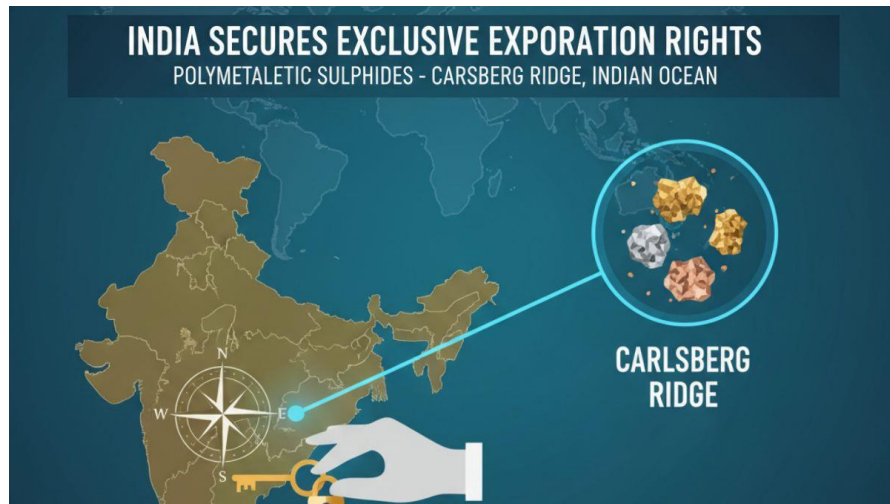 INDIA SECURES EXCLUSIVE EXPORATION RIGHTS
POLYMETALETIC SULPHIDES - CARSBERG RIDGE, INDIAN OCEAN
N
W
E
S
CARLSBERG
RIDGE